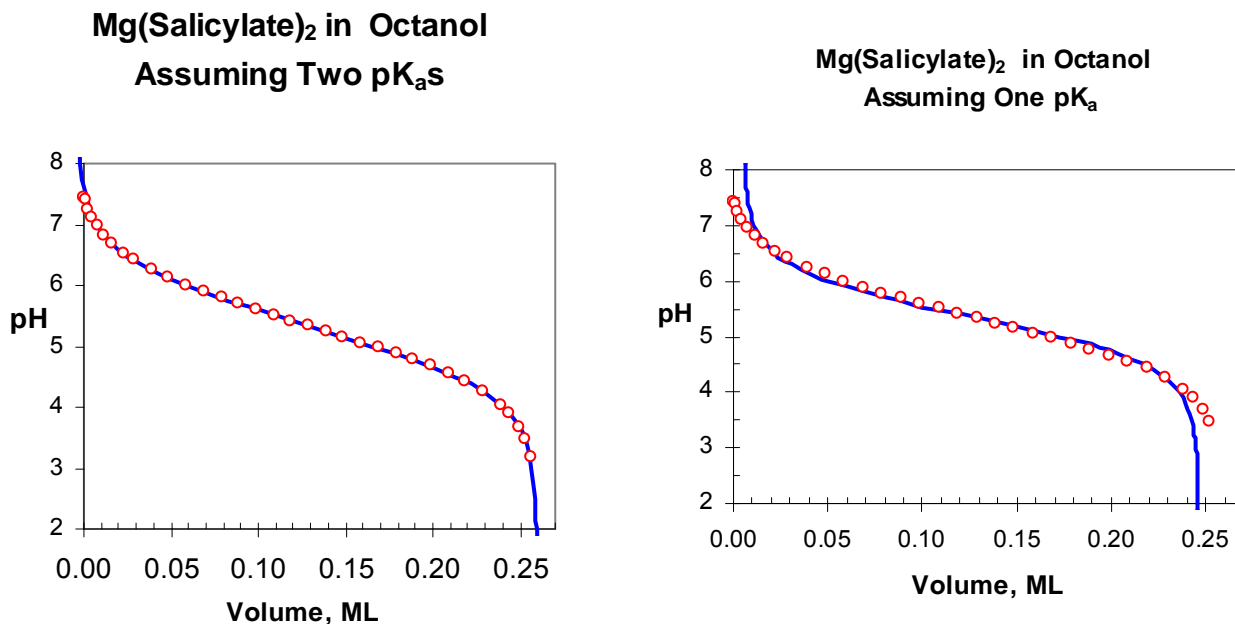 Mg(Salicylate)₂ in Octanol
Assuming Two pKₐs
8
7
6
5
4
3
2
pH
0.00 0.05 0.10 0.15 0.20 0.25
Volume, ML
Mg(Salicylate)₂ in Octanol
Assuming One pKₐ
8
7
6
5
4
3
2
pH
0.00 0.05 0.10 0.15 0.20 0.25
Volume, ML